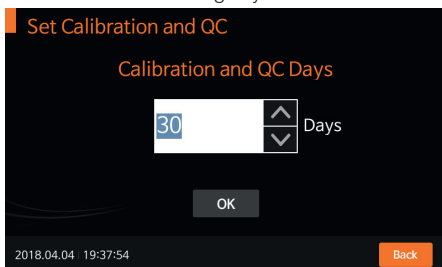 Set Calibration and QC
Calibration and QC Days
30 Days
OK
2018.04.04 19:37:54 Back